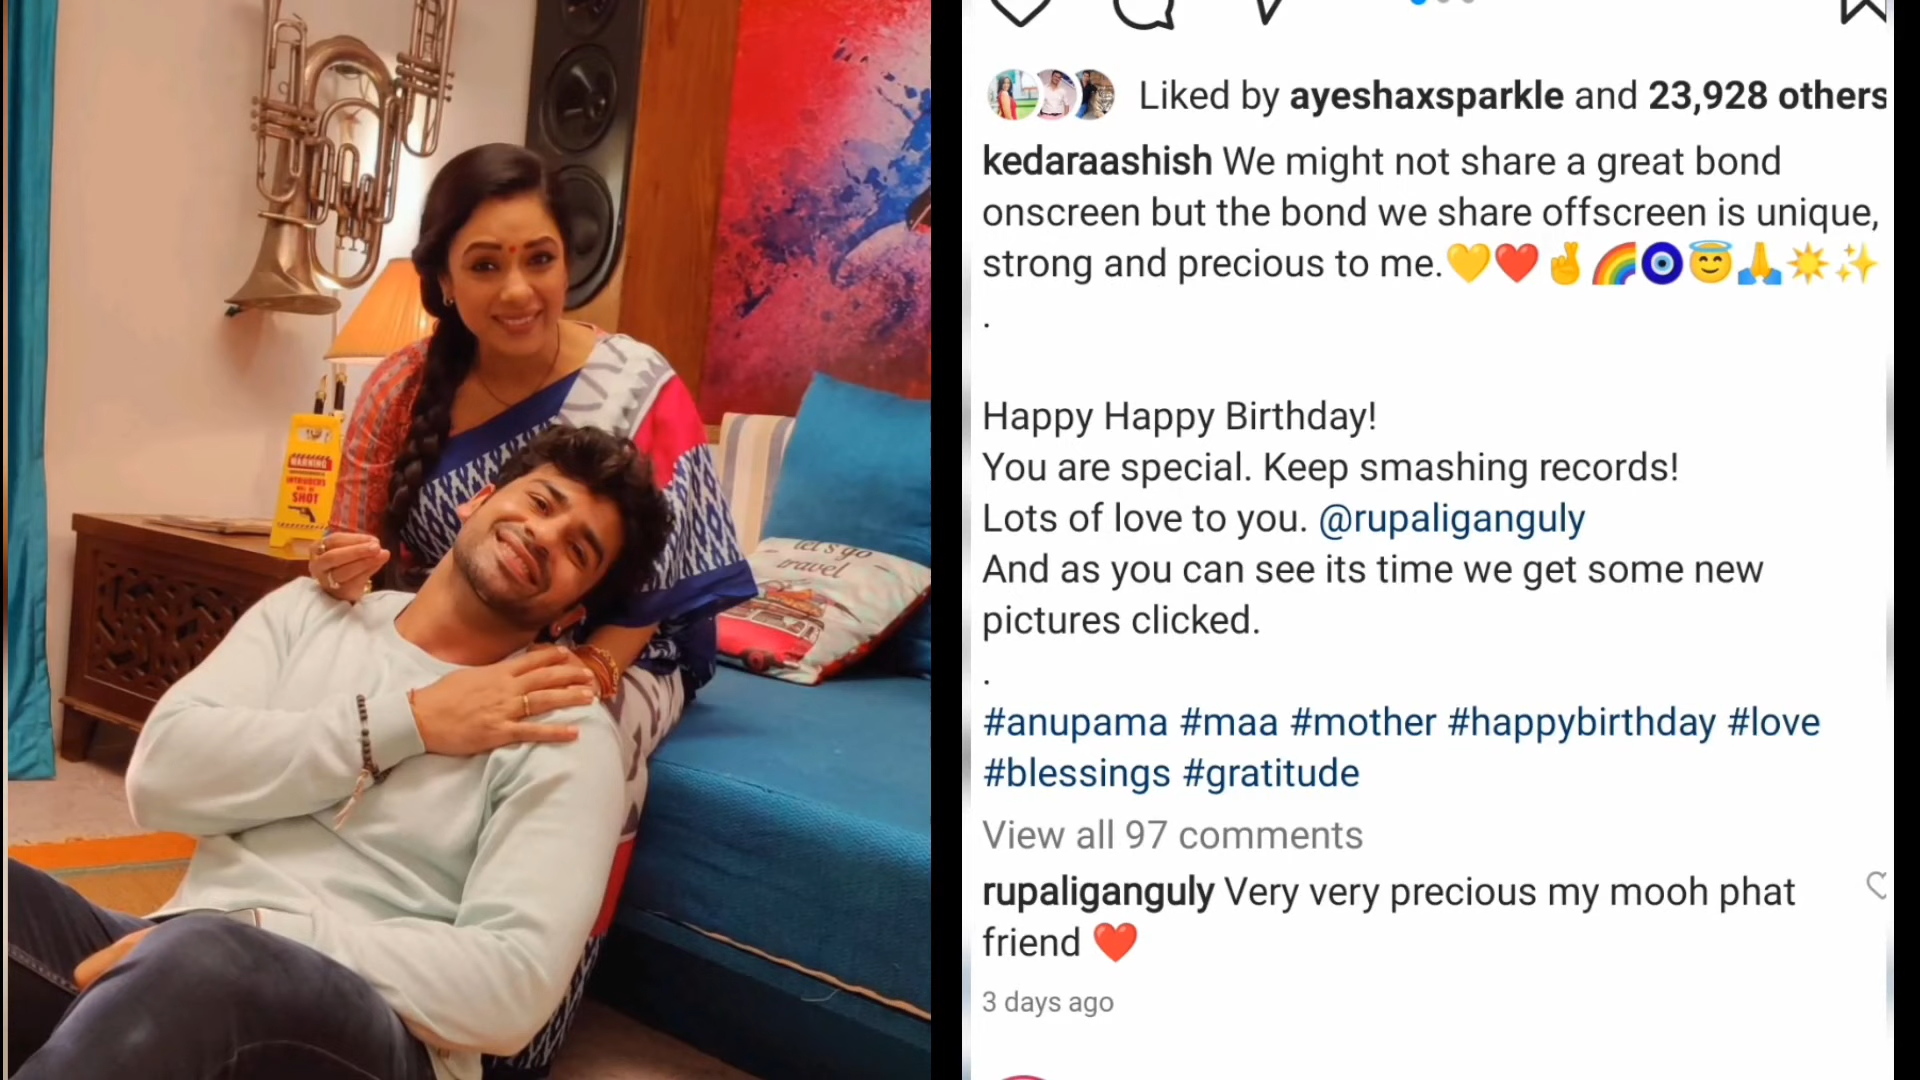 WARNING
INTRUDERS
WILL BE
SHOT
let's go
travel
Liked by ayeshaxsparkle and 23,928 others
kedaraashish We might not share a great bond
onscreen but the bond we share offscreen is unique,
strong and precious to me.💛❤️🤞🌈🧿😇🙏☀️✨
.
Happy Happy Birthday!
You are special. Keep smashing records!
Lots of love to you. @rupaliganguly
And as you can see its time we get some new
pictures clicked.
.
#anupama #maa #mother #happybirthday #love
#blessings #gratitude
View all 97 comments
rupaliganguly Very very precious my mooh phat
friend ❤️
3 days ago